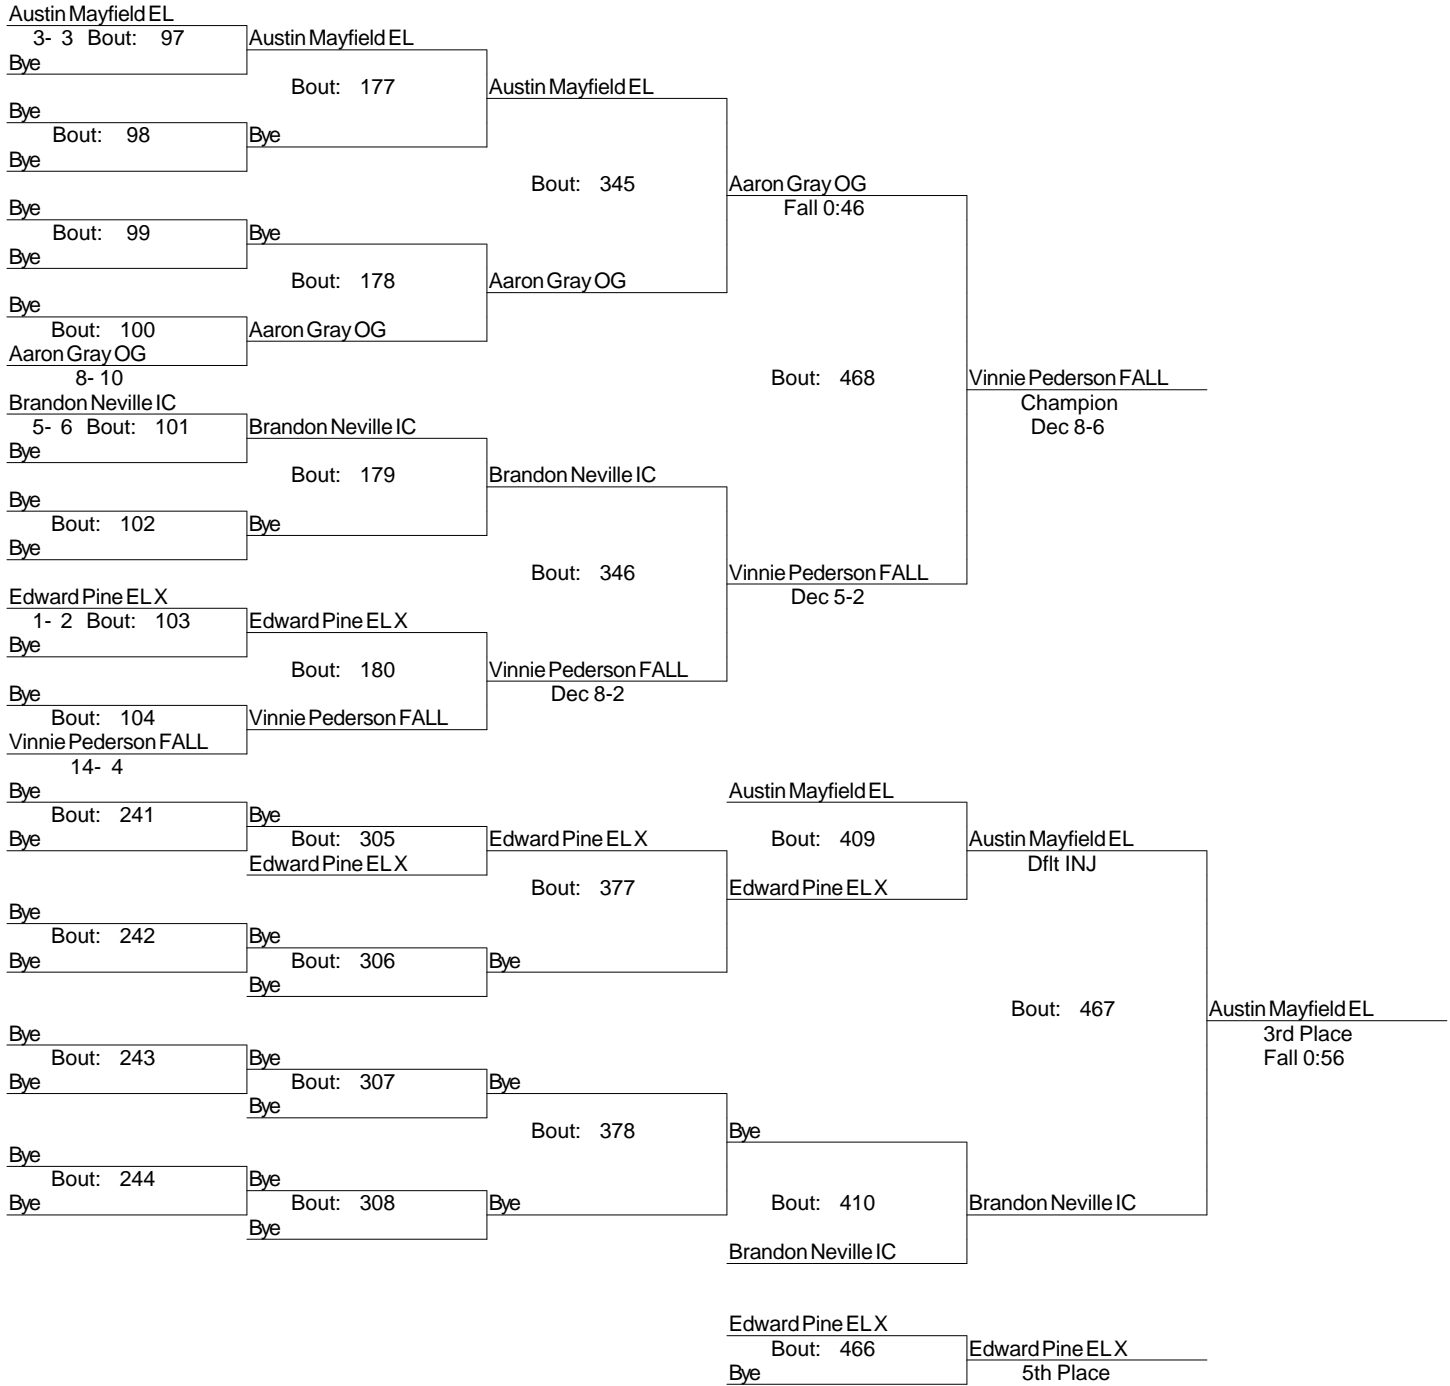 Austin Mayfield EL
3- 3 Bout: 97
Austin Mayfield EL
Bye
Bout: 177
Austin Mayfield EL
Bye
Bout: 98
Bye
Bye
Bout: 345
Aaron Gray OG
Fall 0:46
Bye
Bout: 99
Bye
Bye
Bout: 178
Aaron Gray OG
Bye
Bout: 100
Aaron Gray OG
Aaron Gray OG
8- 10
Bout: 468
Vinnie Pederson FALL
Champion
Dec 8-6
Brandon Neville IC
5- 6 Bout: 101
Brandon Neville IC
Bye
Bout: 179
Brandon Neville IC
Bye
Bout: 102
Bye
Bye
Bout: 346
Vinnie Pederson FALL
Dec 5-2
Edward Pine EL X
1- 2 Bout: 103
Edward Pine EL X
Bye
Bout: 180
Vinnie Pederson FALL
Dec 8-2
Bye
Bout: 104
Vinnie Pederson FALL
Vinnie Pederson FALL
14- 4
Bye
Bout: 241
Bye
Bye
Bout: 305
Edward Pine EL X
Edward Pine EL X
Austin Mayfield EL
Bout: 409
Austin Mayfield EL
Dflt INJ
Bout: 377
Edward Pine EL X
Bye
Bout: 242
Bye
Bye
Bout: 306
Bye
Bye
Bout: 467
Austin Mayfield EL
3rd Place
Fall 0:56
Bye
Bout: 243
Bye
Bye
Bout: 307
Bye
Bye
Bout: 378
Bye
Bye
Bout: 244
Bye
Bye
Bout: 308
Bye
Bye
Bout: 410
Brandon Neville IC
Brandon Neville IC
Edward Pine EL X
Bout: 466
Edward Pine EL X
Bye
5th Place